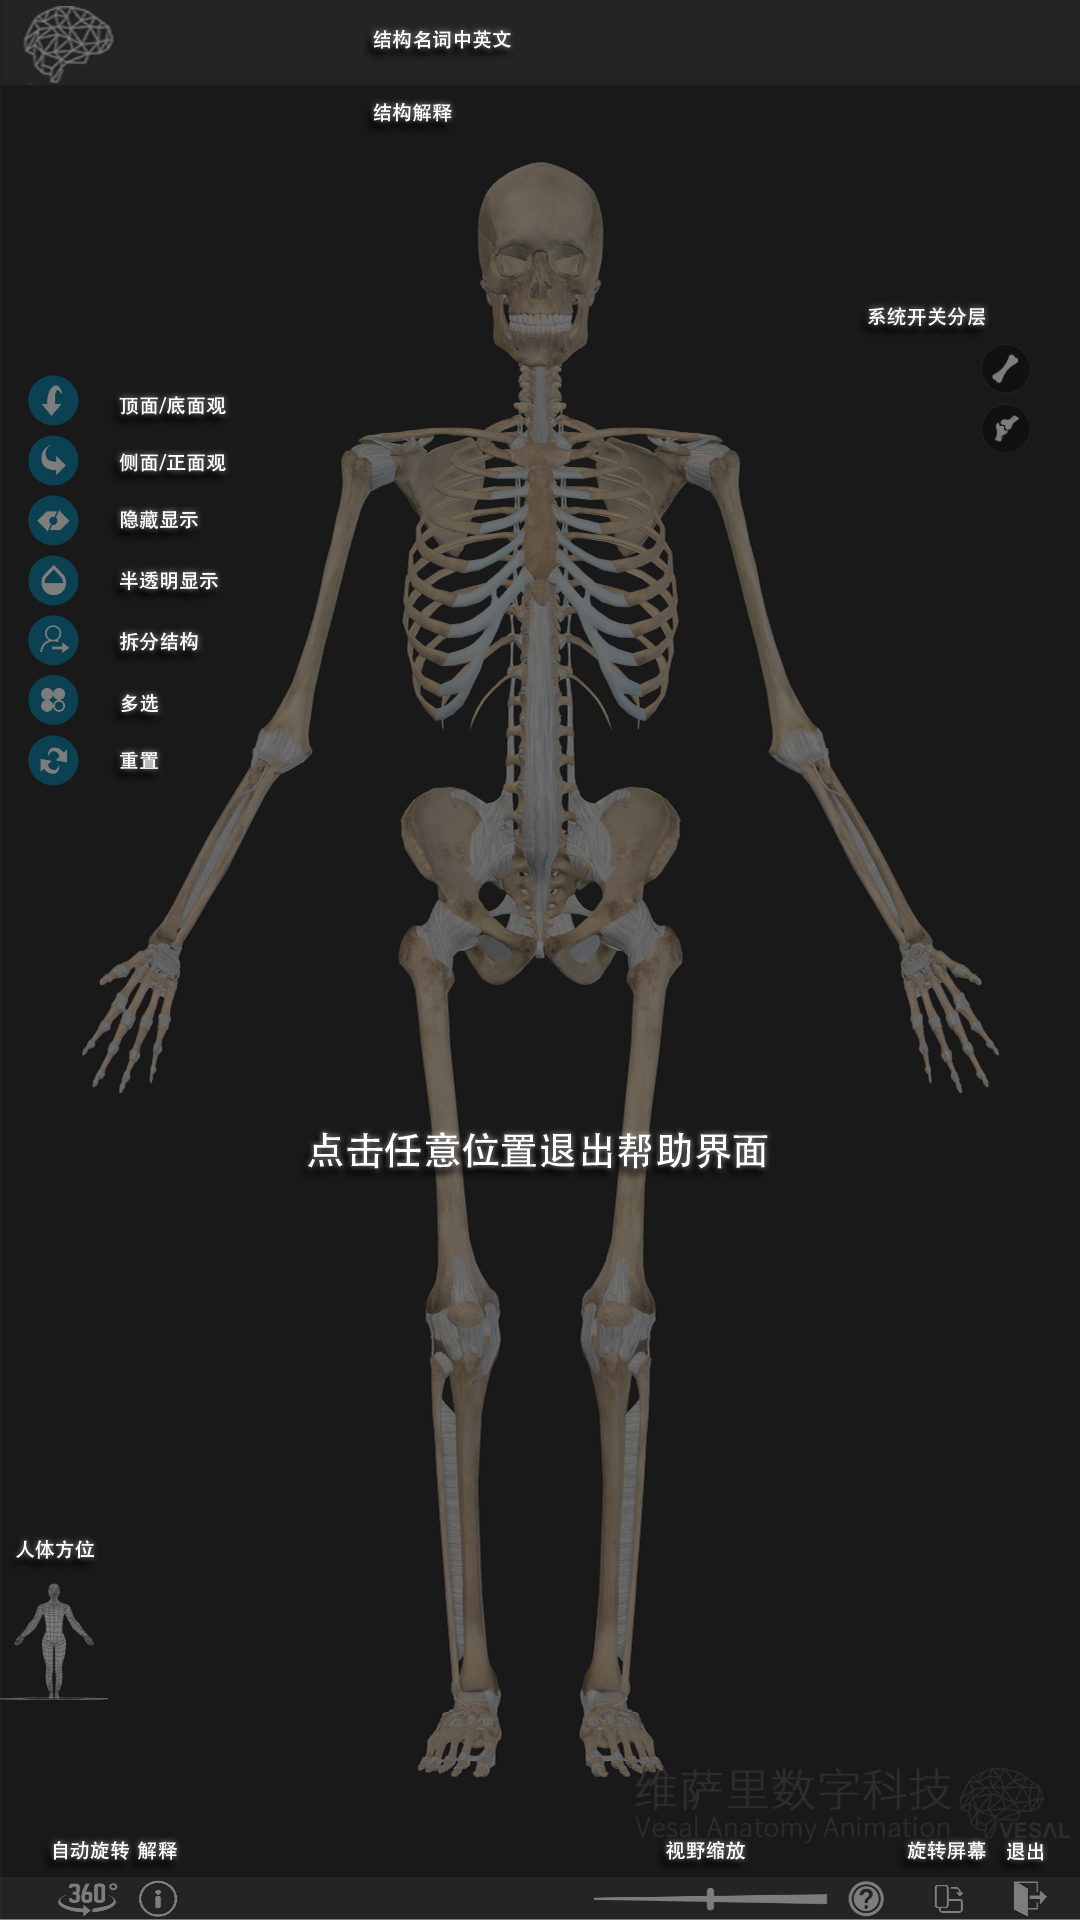 结构名词中英文
结构解释
系统开关分层
顶面/底面观
侧面/正面观
隐藏显示
半透明显示
拆分结构
多选
重置
点击任意位置退出帮助界面
人体方位
维萨里数字科技
Vesal Anatomy Animation
VESAL
自动旋转 解释
视野缩放
旋转屏幕 退出
360°